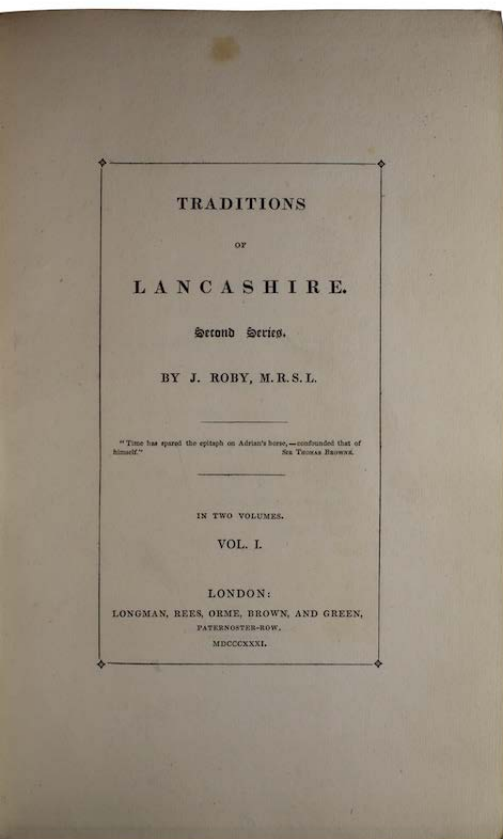 TRADITIONS
OF
LANCASHIRE.
Second Series.
BY J. ROBY, M.R.S.L.
"Time has spared the epitaph on Adrian's horse,—confounded that of
himself." SIR THOMAS BROWNE.
IN TWO VOLUMES.
VOL. I.
LONDON:
LONGMAN, REES, ORME, BROWN, AND GREEN,
PATERNOSTER-ROW.
MDCCCXXXI.